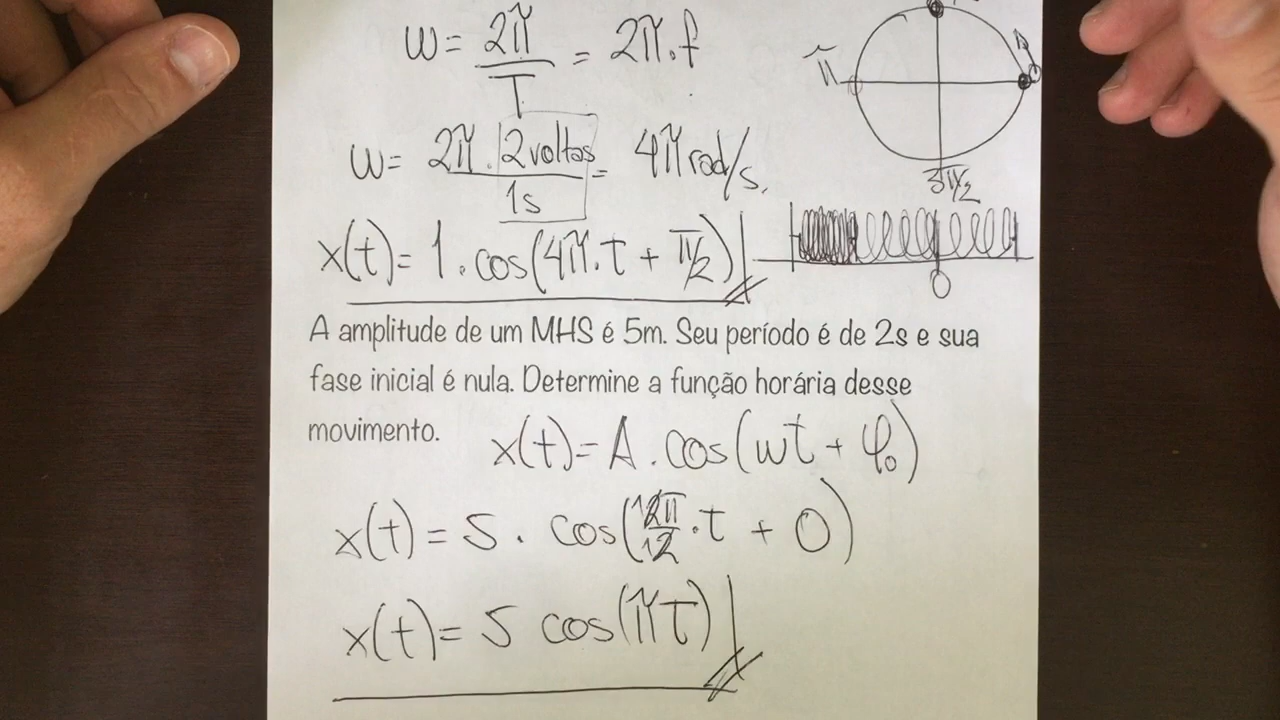 ω = 2π/T = 2π.f
π
ω = 2π.2voltas/1s = 4π rad/s.
3π/2
x(t) = 1.cos(4π.t + π/2)
0
A amplitude de um MHS é 5m. Seu período é de 2s e sua
fase inicial é nula. Determine a função horária desse
movimento.
x(t) = A.cos(ωt + φ₀)
x(t) = 5. cos(2π/2.t + 0)
x(t) = 5 cos(πt)